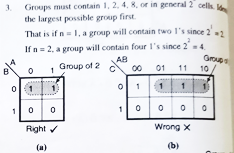 3. Groups must contain 1, 2, 4, 8, or in general 2 cells.
the largest possible group first.
That is if n = 1, a group will contain two 1's since 2 = 2.
If n = 2, a group will contain four 1's since 2² = 4.
A
B 0 1 Group of 2
0 1 1
1 0 0
Right ✓
(a)
AB Group
C 00 01 11 10
0 1 1 1 1
1 0 0 0 0
Wrong ×
(b)